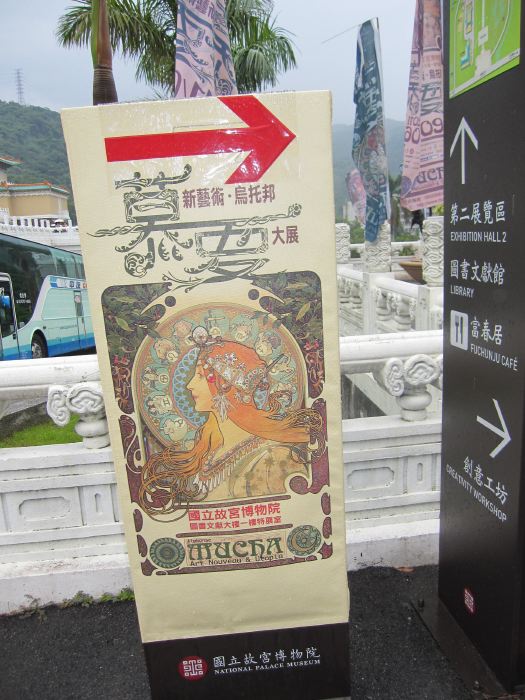 新藝術・烏托邦
慕夏
大展
國立故宮博物院
圖書文獻大樓一樓特展室
Alphonse
MUCHA
Art Nouveau & Utopia
國立故宮博物院
NATIONAL PALACE MUSEUM
第二展覽區
EXHIBITION HALL 2
圖書文獻館
LIBRARY
富春居
FUCHUNJU CAFÉ
創意工坊
CREATIVITY WORKSHOP